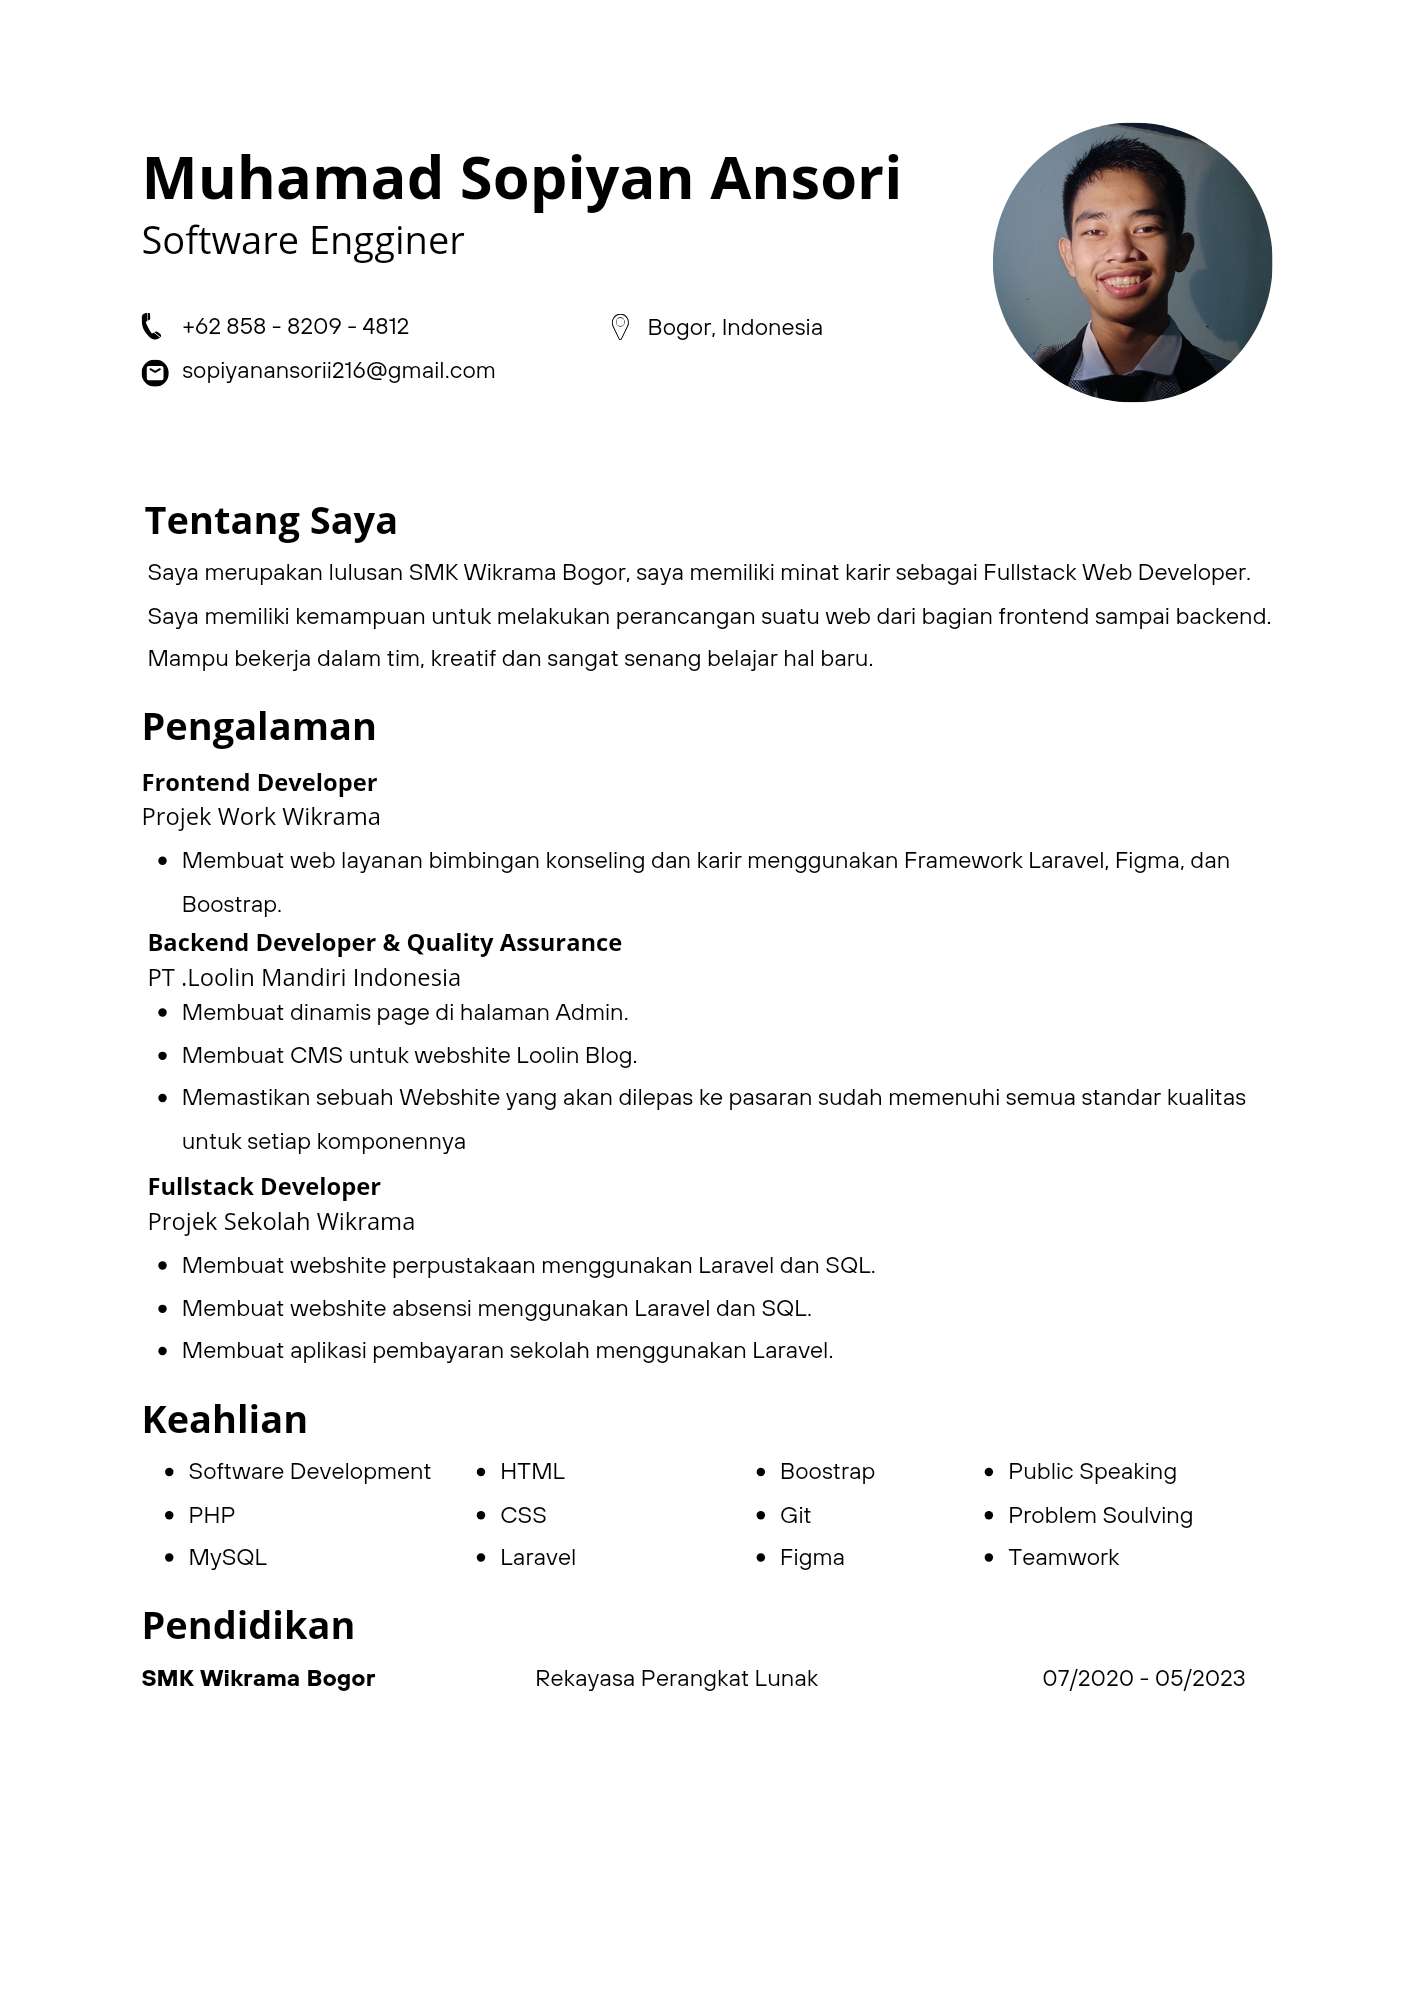 Muhamad Sopiyan Ansori
Software Engginer
+62 858 - 8209 - 4812
Bogor, Indonesia
sopiyanansorii216@gmail.com
Tentang Saya
Saya merupakan lulusan SMK Wikrama Bogor, saya memiliki minat karir sebagai Fullstack Web Developer.
Saya memiliki kemampuan untuk melakukan perancangan suatu web dari bagian frontend sampai backend.
Mampu bekerja dalam tim, kreatif dan sangat senang belajar hal baru.
Pengalaman
Frontend Developer
Projek Work Wikrama
• Membuat web layanan bimbingan konseling dan karir menggunakan Framework Laravel, Figma, dan
Boostrap.
Backend Developer & Quality Assurance
PT .Loolin Mandiri Indonesia
• Membuat dinamis page di halaman Admin.
• Membuat CMS untuk webshite Loolin Blog.
• Memastikan sebuah Webshite yang akan dilepas ke pasaran sudah memenuhi semua standar kualitas
untuk setiap komponennya
Fullstack Developer
Projek Sekolah Wikrama
• Membuat webshite perpustakaan menggunakan Laravel dan SQL.
• Membuat webshite absensi menggunakan Laravel dan SQL.
• Membuat aplikasi pembayaran sekolah menggunakan Laravel.
Keahlian
• Software Development
• PHP
• MySQL
• HTML
• CSS
• Laravel
• Boostrap
• Git
• Figma
• Public Speaking
• Problem Soulving
• Teamwork
Pendidikan
SMK Wikrama Bogor Rekayasa Perangkat Lunak 07/2020 - 05/2023